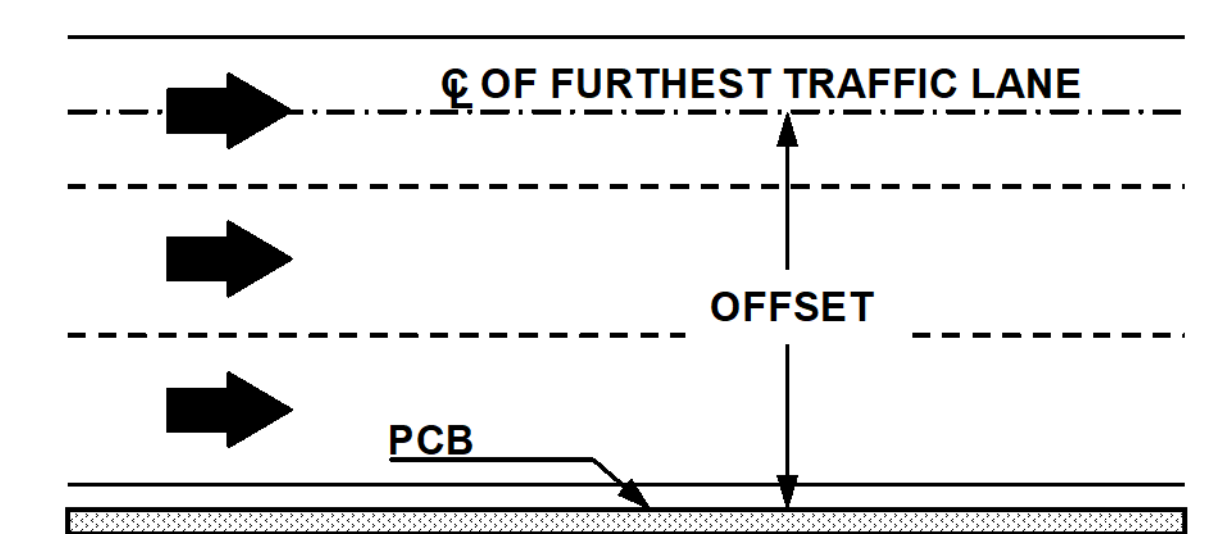 ℄ OF FURTHEST TRAFFIC LANE
OFFSET
PCB